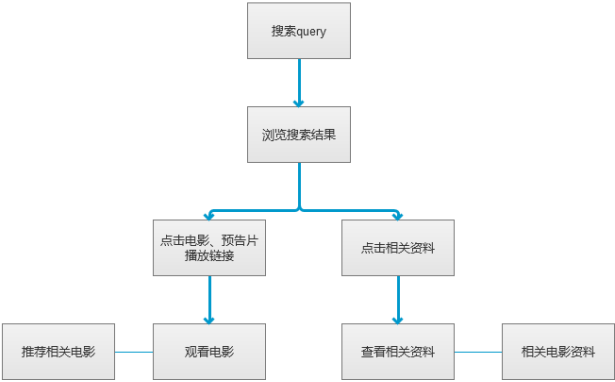 搜索query
浏览搜索结果
点击电影、预告片
播放链接
点击相关资料
推荐相关电影
观看电影
查看相关资料
相关电影资料